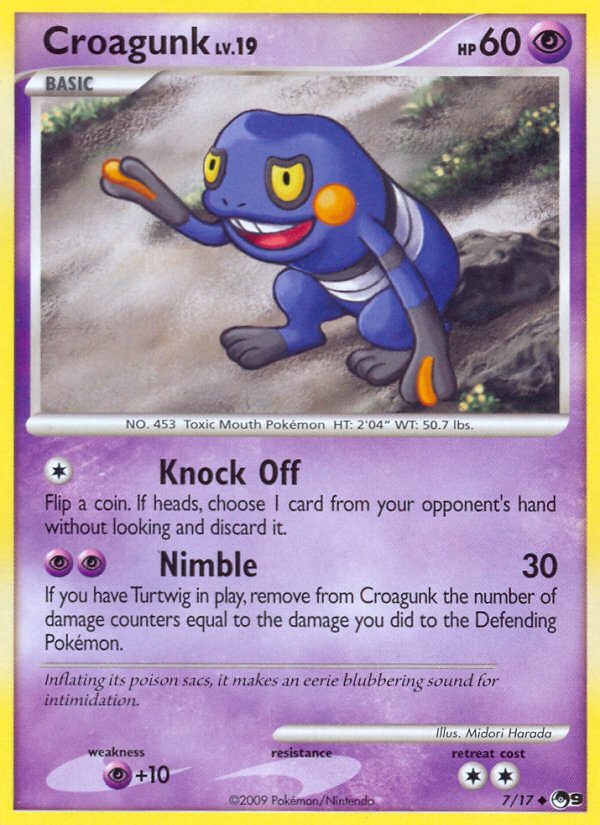 Croagunk LV.19 HP 60
BASIC
NO. 453 Toxic Mouth Pokémon HT: 2'04" WT: 50.7 lbs.
Knock Off
Flip a coin. If heads, choose 1 card from your opponent's hand
without looking and discard it.
Nimble 30
If you have Turtwig in play, remove from Croagunk the number of
damage counters equal to the damage you did to the Defending
Pokémon.
Inflating its poison sacs, it makes an eerie blubbering sound for
intimidation.
Illus. Midori Harada
weakness resistance retreat cost
+10
©2009 Pokémon/Nintendo 7/17 9